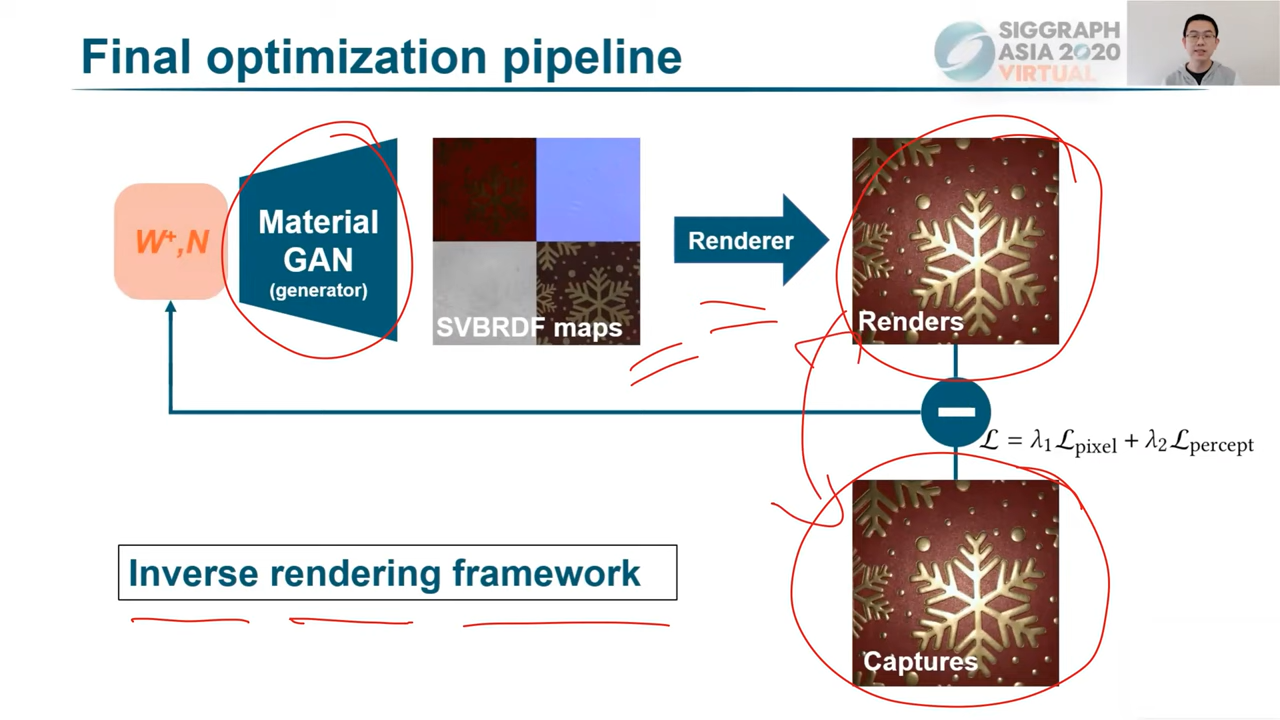 Final optimization pipeline
SIGGRAPH
ASIA 2020
VIRTUAL
W⁺,N
Material
GAN
(generator)
SVBRDF maps
Renderer
Renders
ℒ = λ₁ℒpixel + λ₂ℒpercept
Inverse rendering framework
Captures